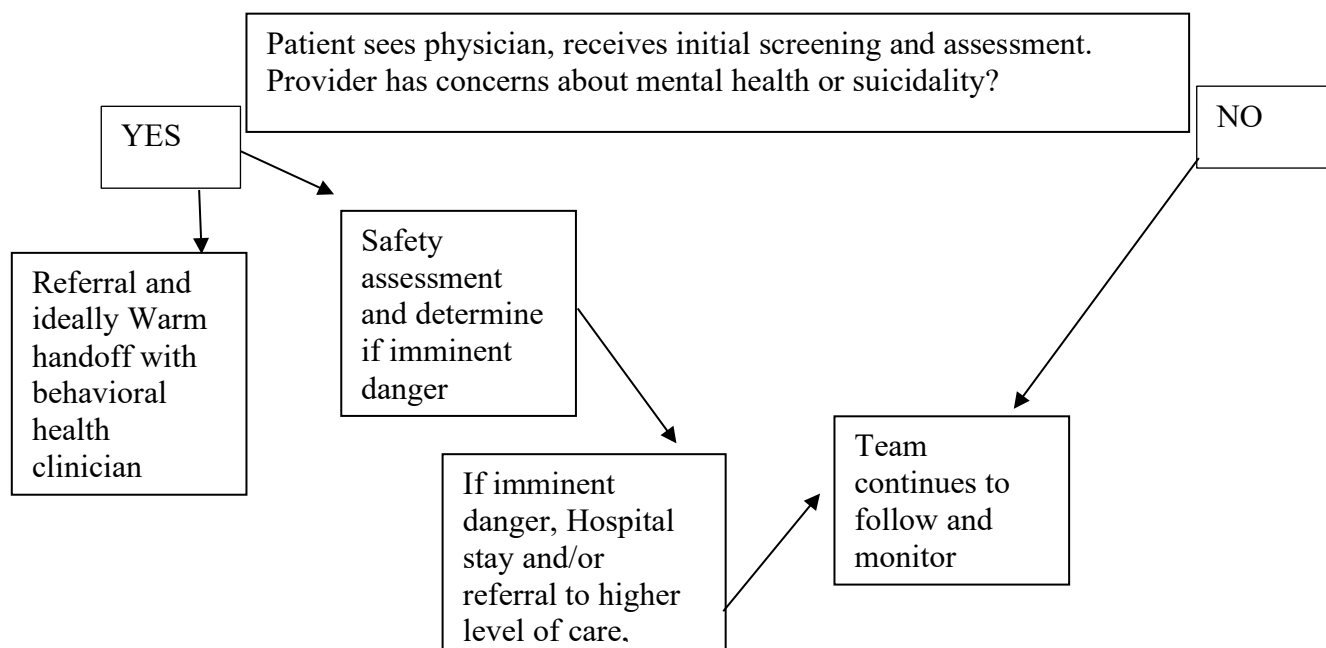 Patient sees physician, receives initial screening and assessment.
Provider has concerns about mental health or suicidality?
YES
NO
Referral and
ideally Warm
handoff with
behavioral
health
clinician
Safety
assessment
and determine
if imminent
danger
If imminent
danger, Hospital
stay and/or
referral to higher
level of care,
Team
continues to
follow and
monitor